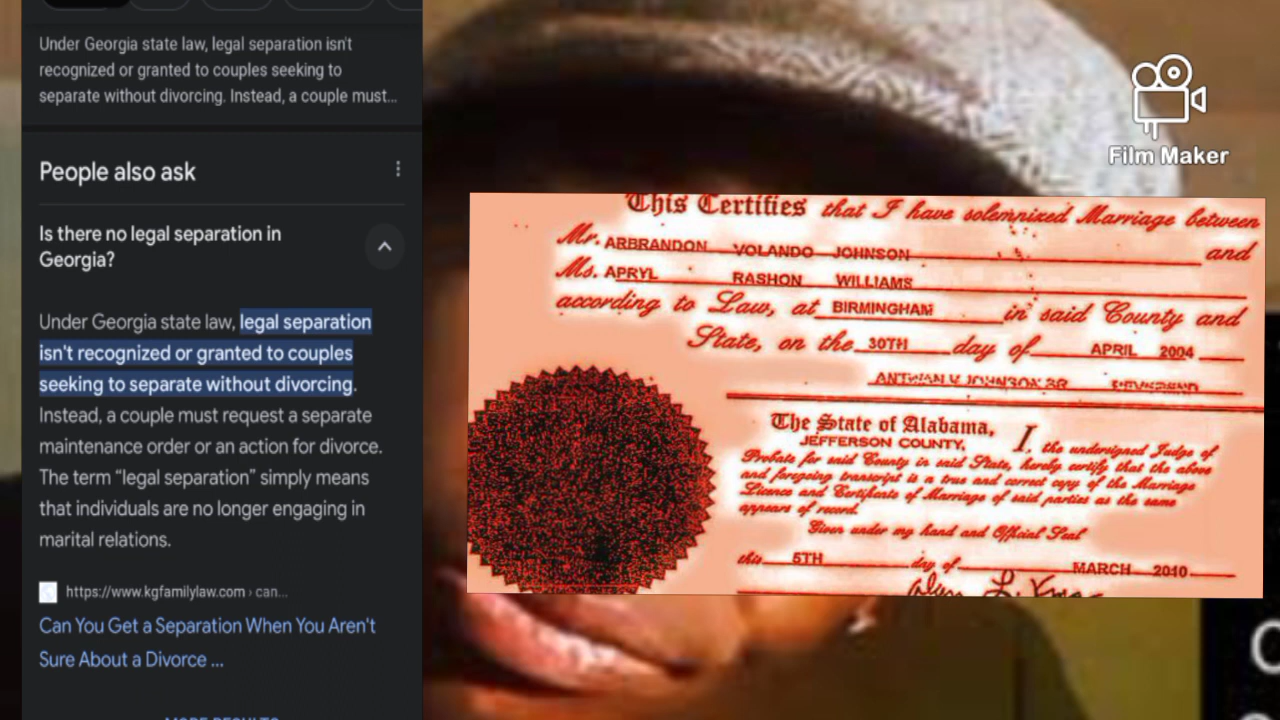 Under Georgia state law, legal separation isn't
recognized or granted to couples seeking to
separate without divorcing. Instead, a couple must...
People also ask
Is there no legal separation in
Georgia?
Under Georgia state law, legal separation
isn't recognized or granted to couples
seeking to separate without divorcing.
Instead, a couple must request a separate
maintenance order or an action for divorce.
The term “legal separation” simply means
that individuals are no longer engaging in
marital relations.
https://www.kgfamilylaw.com › can...
Can You Get a Separation When You Aren't
Sure About a Divorce ...
MORE RESULTS
Film Maker
This Certifies that I have solemnized Marriage between
Mr. ARBRANDON VOLANDO JOHNSON and
Ms. APRYL RASHON WILLIAMS
according to Law, at BIRMINGHAM in said County and
State, on the 30TH day of APRIL 2004
ANTWAN V JOHNSON SR
The State of Alabama,
JEFFERSON COUNTY,
I, the undersigned Judge of
Probate for said County in said State, hereby certify that the above
and foregoing transcript is a true and correct copy of the Marriage
Licence and Certificate of Marriage of said parties as the same
appears of record.
Given under my hand and Official Seal
this 5TH day of MARCH 2010